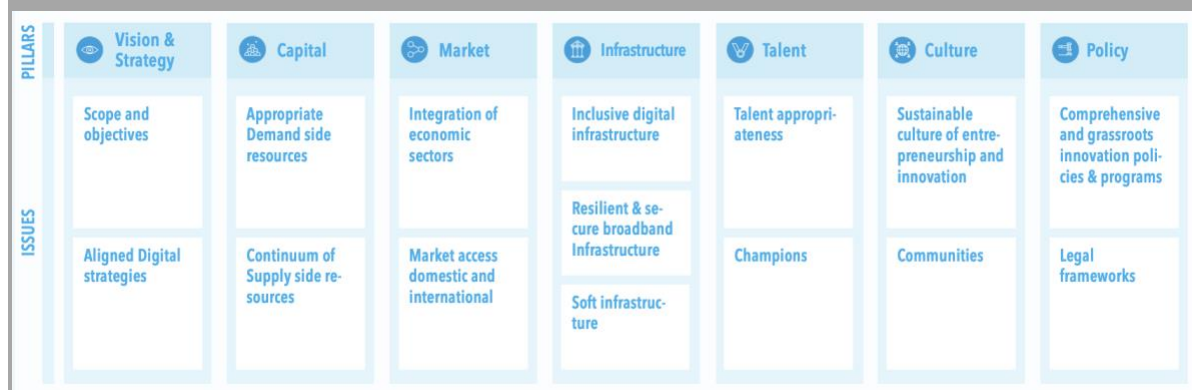 PILLARS
Vision &
Strategy
Capital
Market
Infrastructure
Talent
Culture
Policy
ISSUES
Scope and
objectives
Aligned Digital
strategies
Appropriate
Demand side
resources
Continuum of
Supply side re-
sources
Integration of
economic
sectors
Market access
domestic and
international
Inclusive digital
infrastructure
Resilient & se-
cure broadband
Infrastructure
Soft infrastruc-
ture
Talent appropri-
ateness
Champions
Sustainable
culture of entre-
preneurship and
innovation
Communities
Comprehensive
and grassroots
innovation poli-
cies & programs
Legal
frameworks